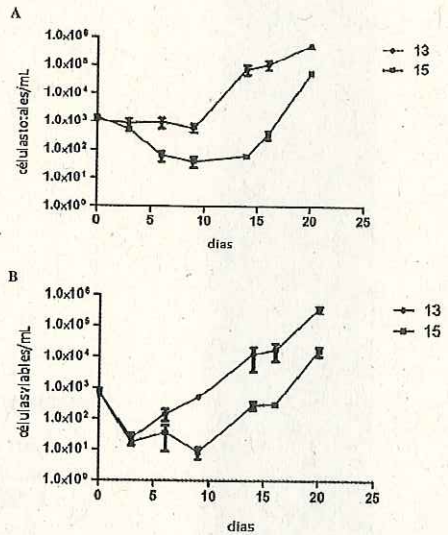 A
1.0x10⁶
1.0x10⁵
1.0x10⁴
1.0x10³
1.0x10²
1.0x10¹
1.0x10⁰
célulastotales/mL
0 5 10 15 20 25
dias
13
15
B
1.0x10⁶
1.0x10⁵
1.0x10⁴
1.0x10³
1.0x10²
1.0x10¹
1.0x10⁰
célulasviables/mL
0 5 10 15 20 25
dias
13
15